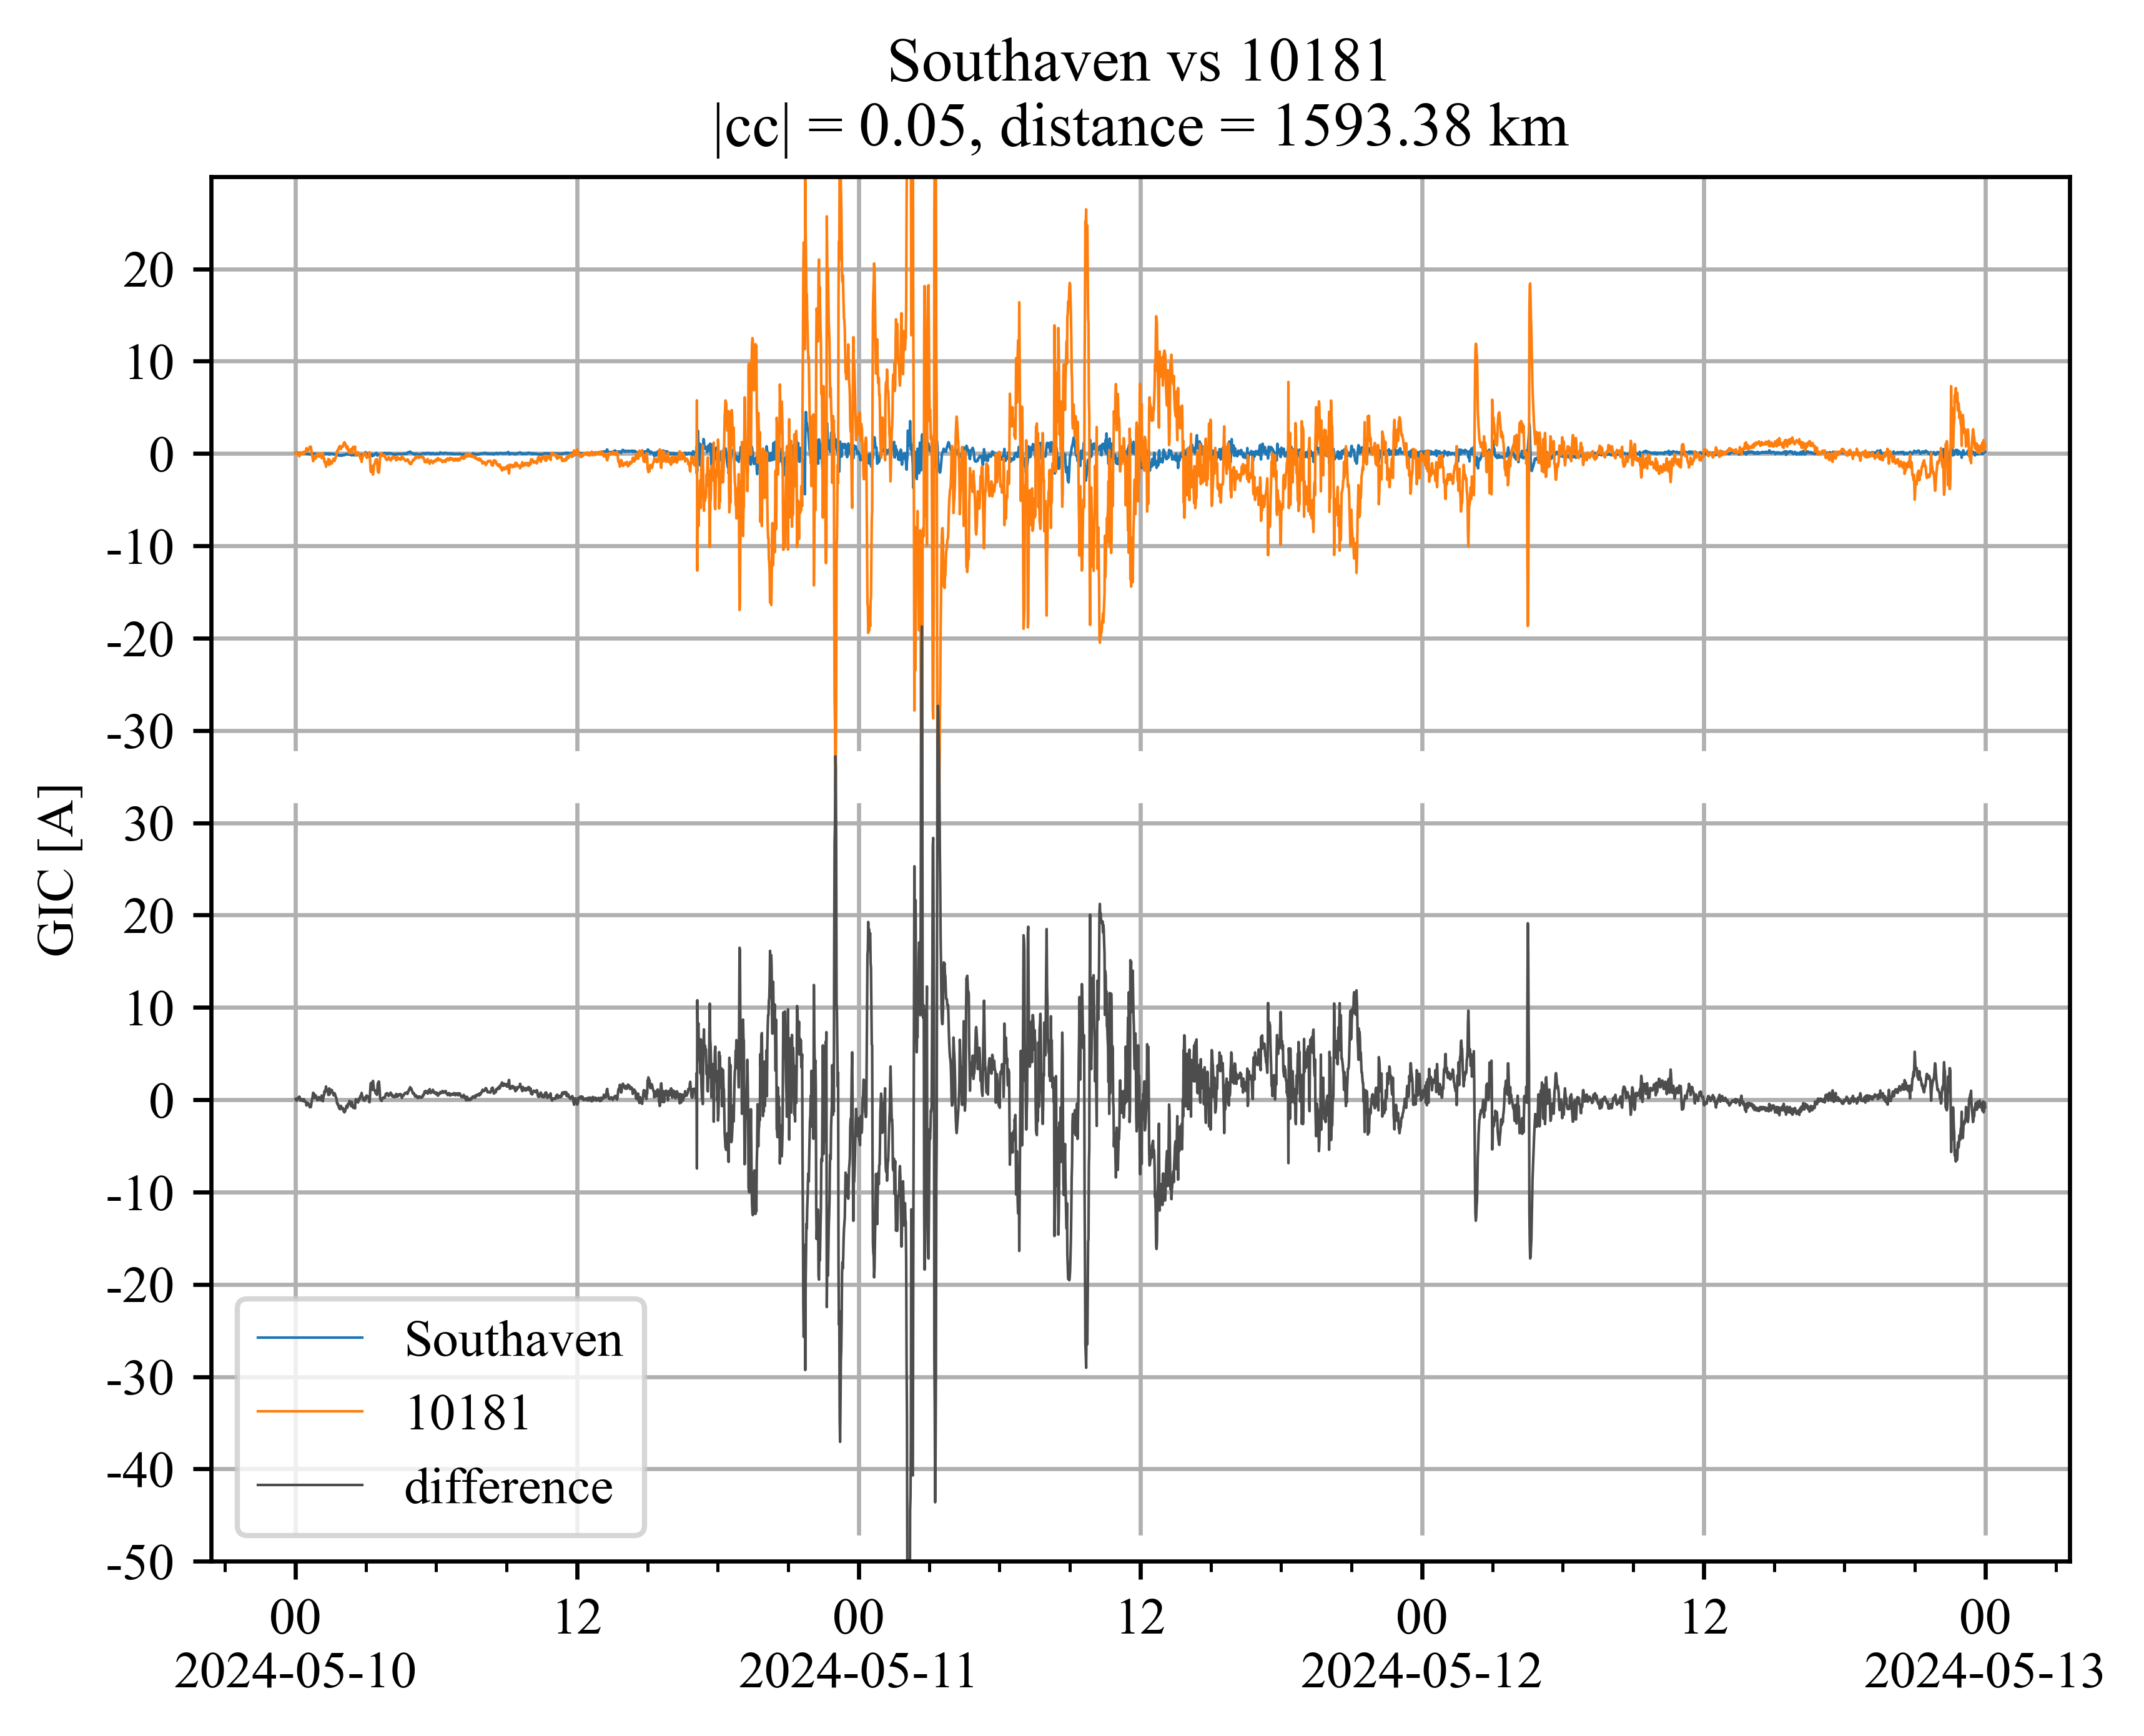 Southaven vs 10181
|cc| = 0.05, distance = 1593.38 km
GIC [A]
20
10
0
-10
-20
-30
30
20
10
0
-10
-20
-30
-40
-50
Southaven
10181
difference
00 12 00 12 00 12 00
2024-05-10 2024-05-11 2024-05-12 2024-05-13